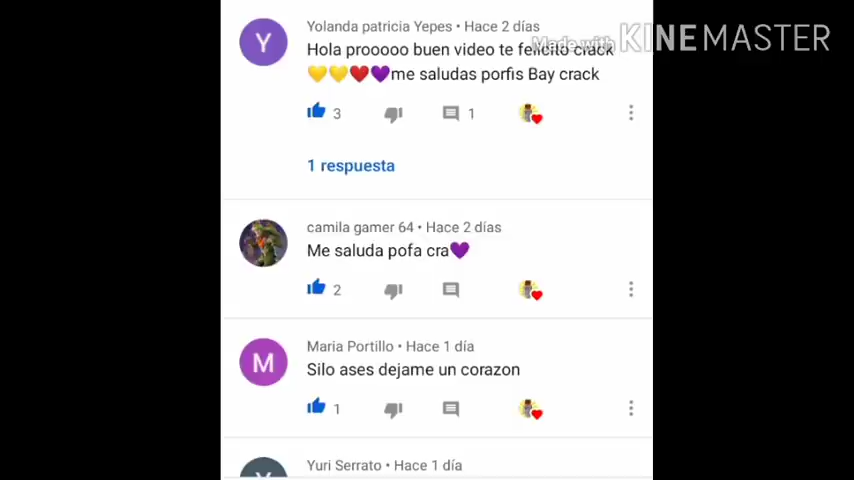 Yolanda patricia Yepes • Hace 2 días
Made with KINEMASTER
Hola prooooo buen video te felicito crack
💛💛❤️💜me saludas porfis Bay crack
3
1
1 respuesta
camila gamer 64 • Hace 2 días
Me saluda pofa cra💜
2
Maria Portillo • Hace 1 día
Silo ases dejame un corazon
1
Yuri Serrato • Hace 1 día
Y
M